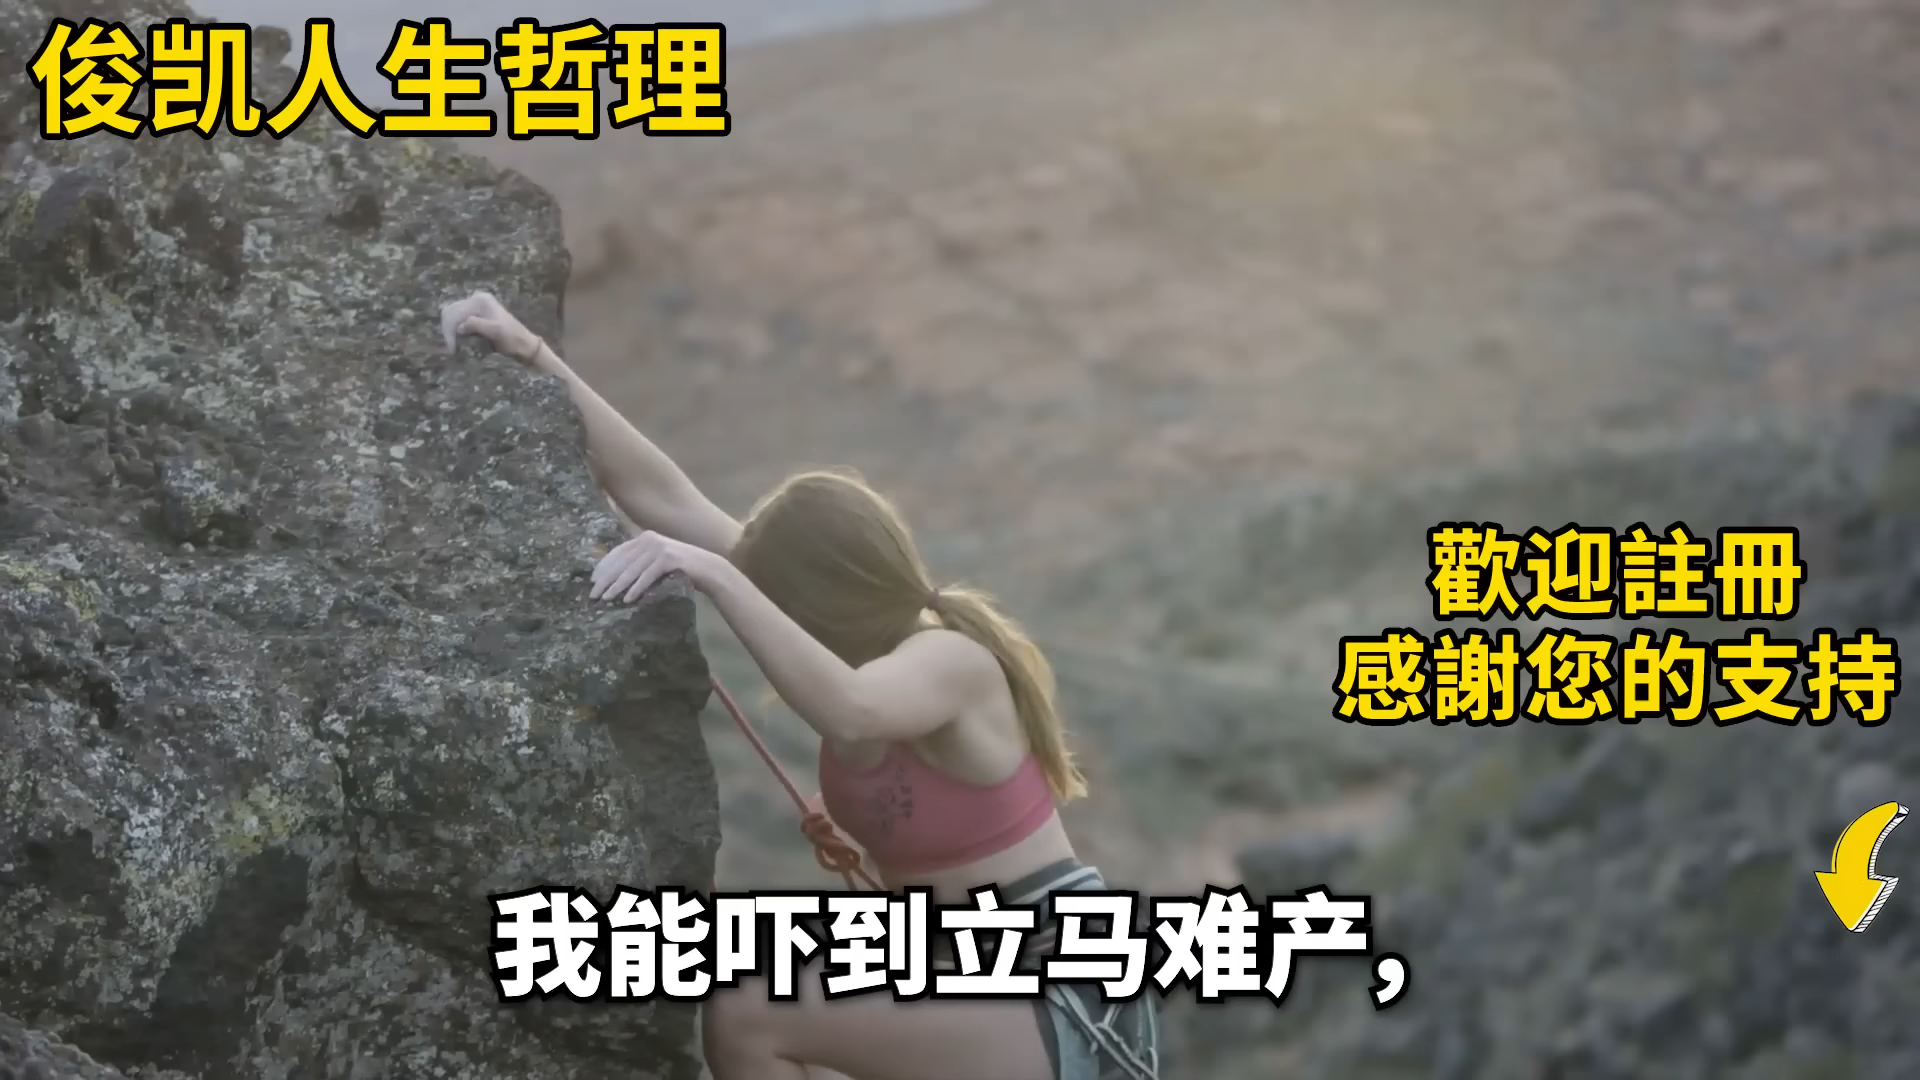 俊凯人生哲理
歡迎註冊
感謝您的支持
我能吓到立马难产，